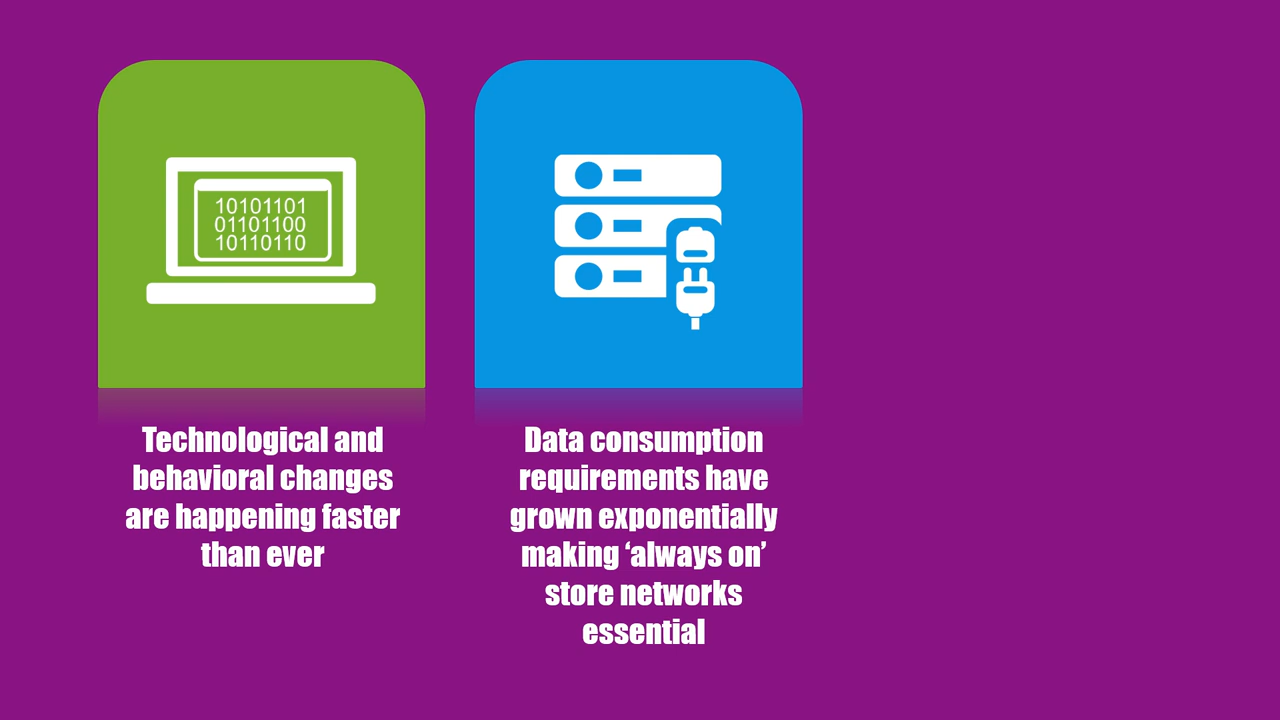 10101101
01101100
10110110
Technological and
behavioral changes
are happening faster
than ever
Data consumption
requirements have
grown exponentially
making ‘always on’
store networks
essential